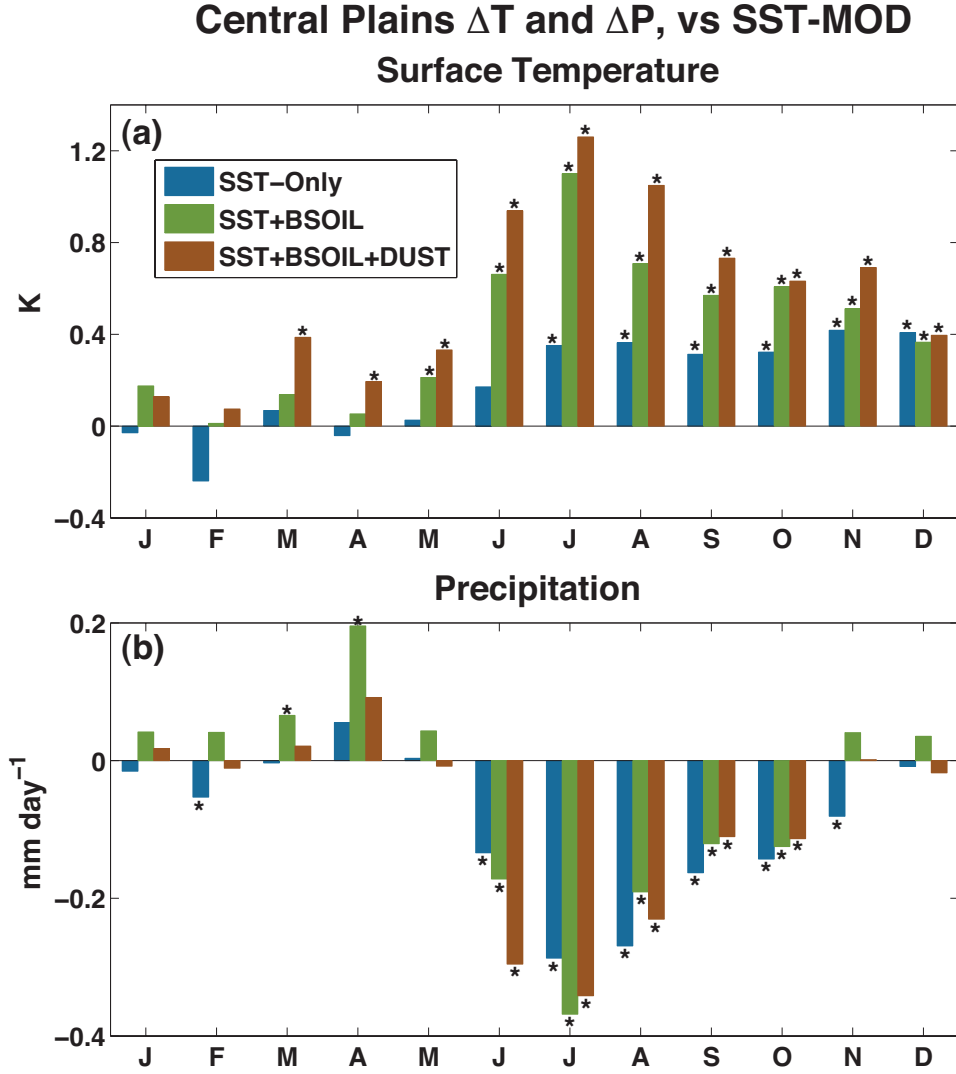 Central Plains ΔT and ΔP, vs SST-MOD
Surface Temperature
(a)
SST−Only
SST+BSOIL
SST+BSOIL+DUST
K
1.2
0.8
0.4
0
−0.4
J F M A M J J A S O N D
Precipitation
(b)
mm day⁻¹
0.2
0
−0.2
−0.4
J F M A M J J A S O N D